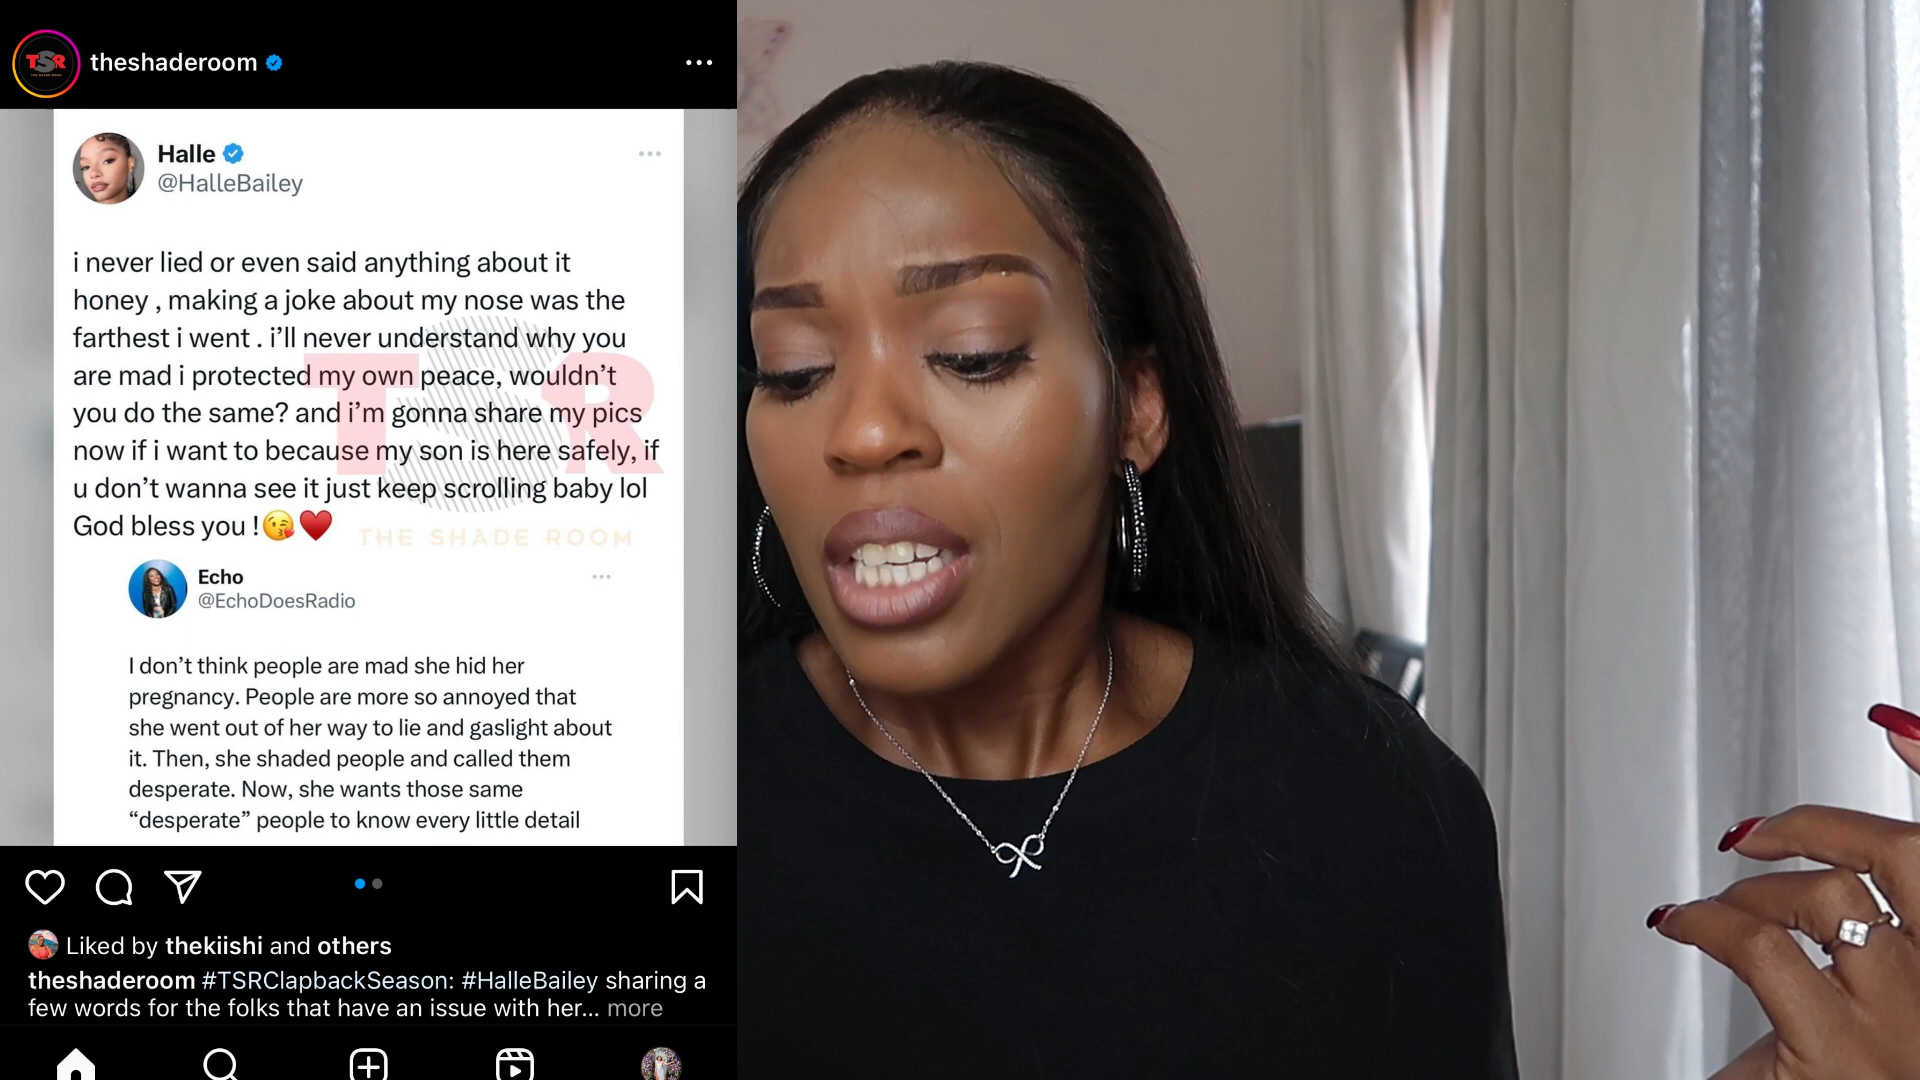 TSR
theshaderoom
Halle
@HalleBailey
i never lied or even said anything about it
honey , making a joke about my nose was the
farthest i went . i’ll never understand why you
are mad i protected my own peace, wouldn’t
you do the same? and i’m gonna share my pics
now if i want to because my son is here safely, if
u don’t wanna see it just keep scrolling baby lol
God bless you !😘♥️
TSR
THE SHADE ROOM
Echo
@EchoDoesRadio
I don’t think people are mad she hid her
pregnancy. People are more so annoyed that
she went out of her way to lie and gaslight about
it. Then, she shaded people and called them
desperate. Now, she wants those same
“desperate” people to know every little detail
Liked by thekiishi and others
theshaderoom #TSRClapbackSeason: #HalleBailey sharing a
few words for the folks that have an issue with her... more